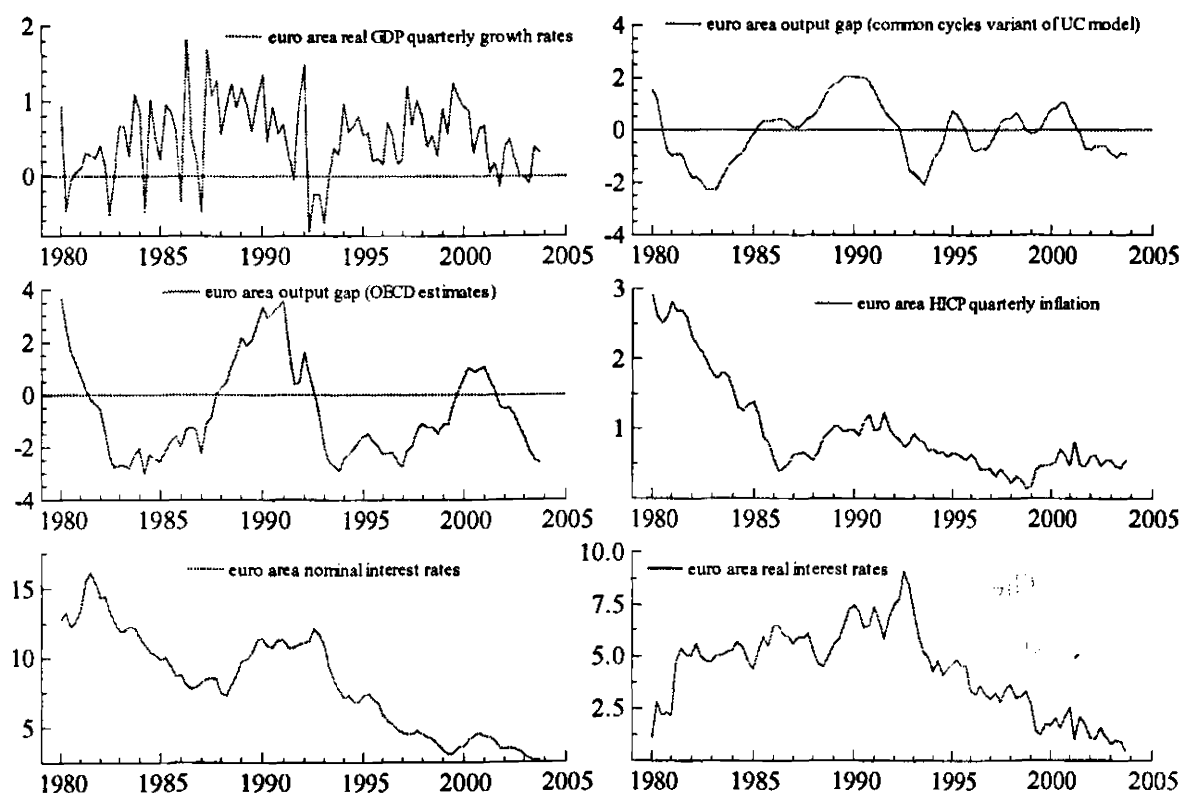 euro area real GDP quarterly growth rates
2
1
0
1980 1985 1990 1995 2000 2005
euro area output gap (common cycles variant of UC model)
4
2
0
-2
-4
1980 1985 1990 1995 2000 2005
euro area output gap (OECD estimates)
4
2
0
-2
-4
1980 1985 1990 1995 2000 2005
euro area HICP quarterly inflation
3
2
1
1980 1985 1990 1995 2000 2005
euro area nominal interest rates
15
10
5
1980 1985 1990 1995 2000 2005
euro area real interest rates
10.0
7.5
5.0
2.5
1980 1985 1990 1995 2000 2005